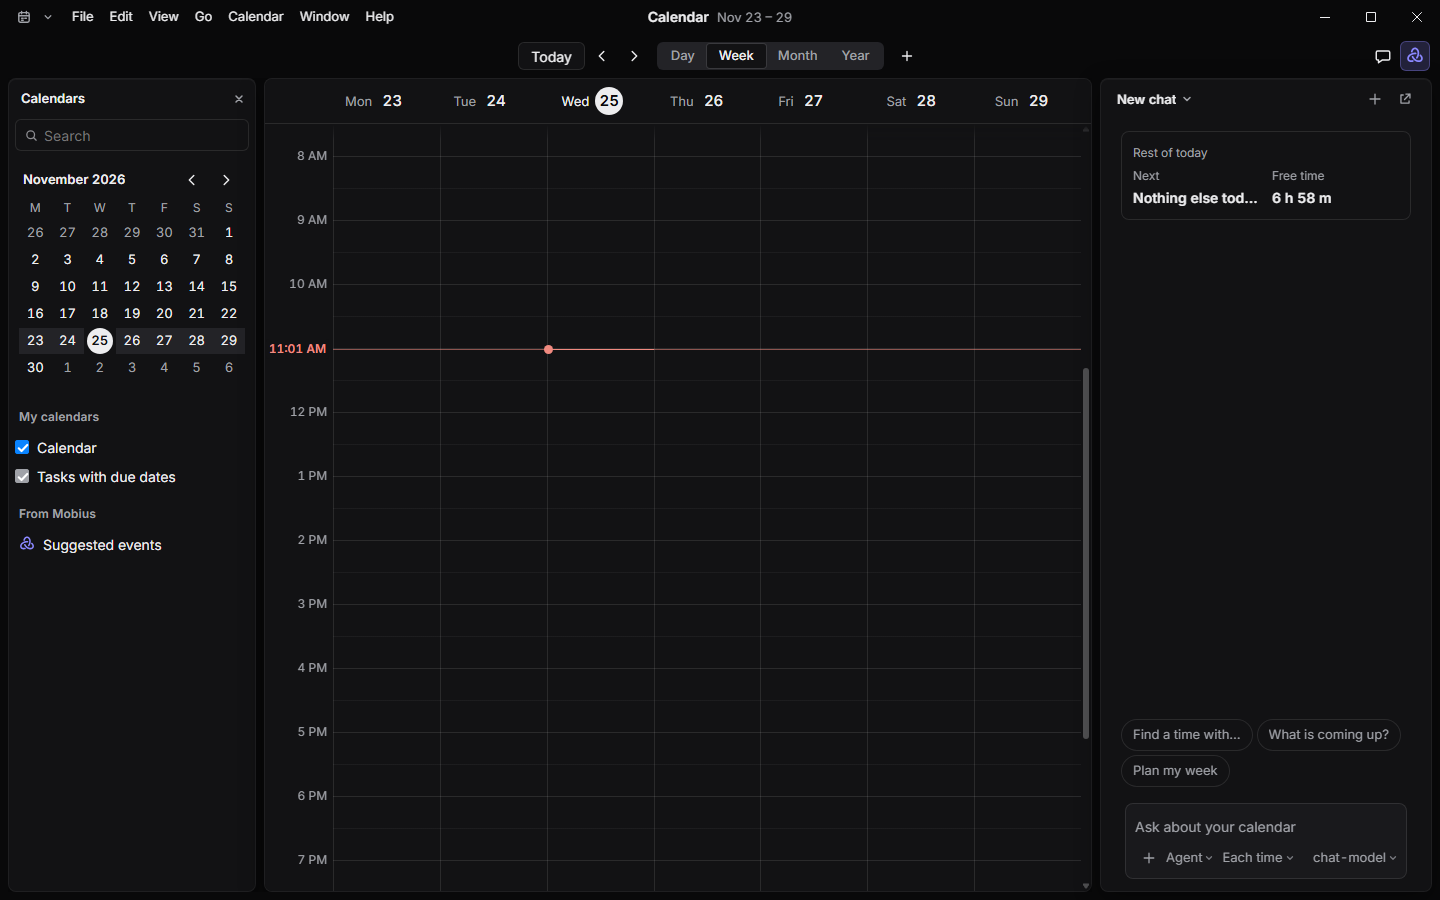 File Edit View Go Calendar Window Help
Calendar Nov 23 – 29
Today
Day Week Month Year
Calendars
Search
November 2026
M T W T F S S
26 27 28 29 30 31 1
2 3 4 5 6 7 8
9 10 11 12 13 14 15
16 17 18 19 20 21 22
23 24 25 26 27 28 29
30 1 2 3 4 5 6
My calendars
Calendar
Tasks with due dates
From Mobius
Suggested events
Mon 23 Tue 24 Wed 25 Thu 26 Fri 27 Sat 28 Sun 29
8 AM
9 AM
10 AM
11:01 AM
12 PM
1 PM
2 PM
3 PM
4 PM
5 PM
6 PM
7 PM
New chat
Rest of today
Next Free time
Nothing else tod... 6 h 58 m
Find a time with... What is coming up?
Plan my week
Ask about your calendar
Agent Each time chat-model